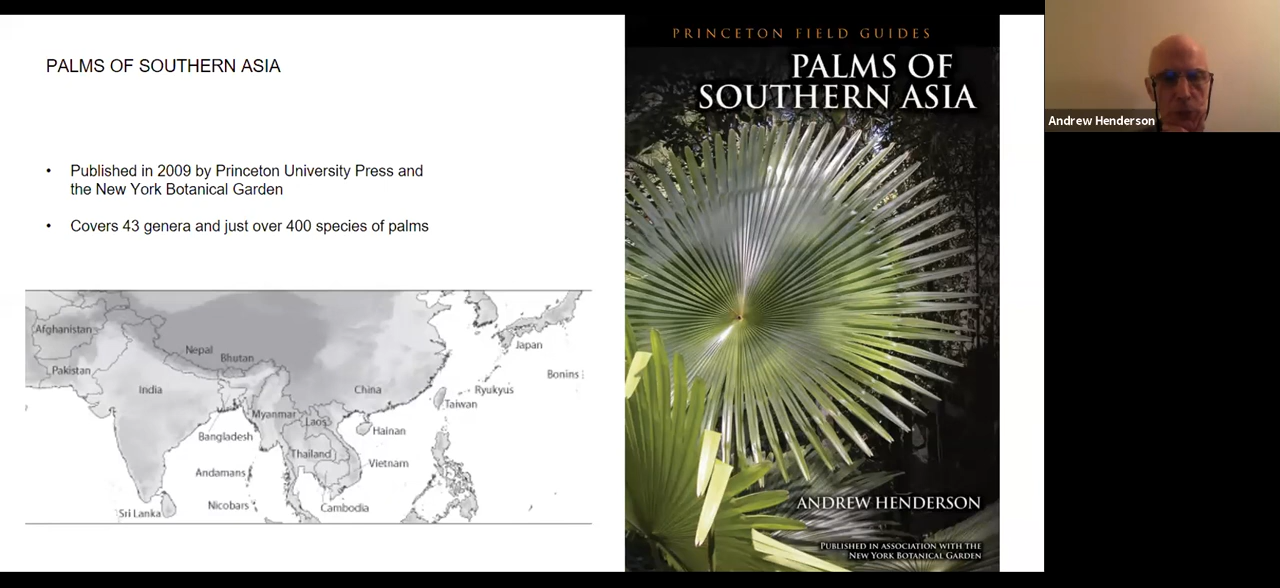 PALMS OF SOUTHERN ASIA
• Published in 2009 by Princeton University Press and
the New York Botanical Garden
• Covers 43 genera and just over 400 species of palms
Afghanistan
Nepal
Bhutan
Pakistan
India
China
Japan
Bonins
Ryukyus
Taiwan
Myanmar
Laos
Hainan
Bangladesh
Thailand
Vietnam
Andamans
Nicobars
Cambodia
Sri Lanka
PRINCETON FIELD GUIDES
PALMS OF
SOUTHERN ASIA
ANDREW HENDERSON
PUBLISHED IN ASSOCIATION WITH THE
NEW YORK BOTANICAL GARDEN
Andrew Henderson